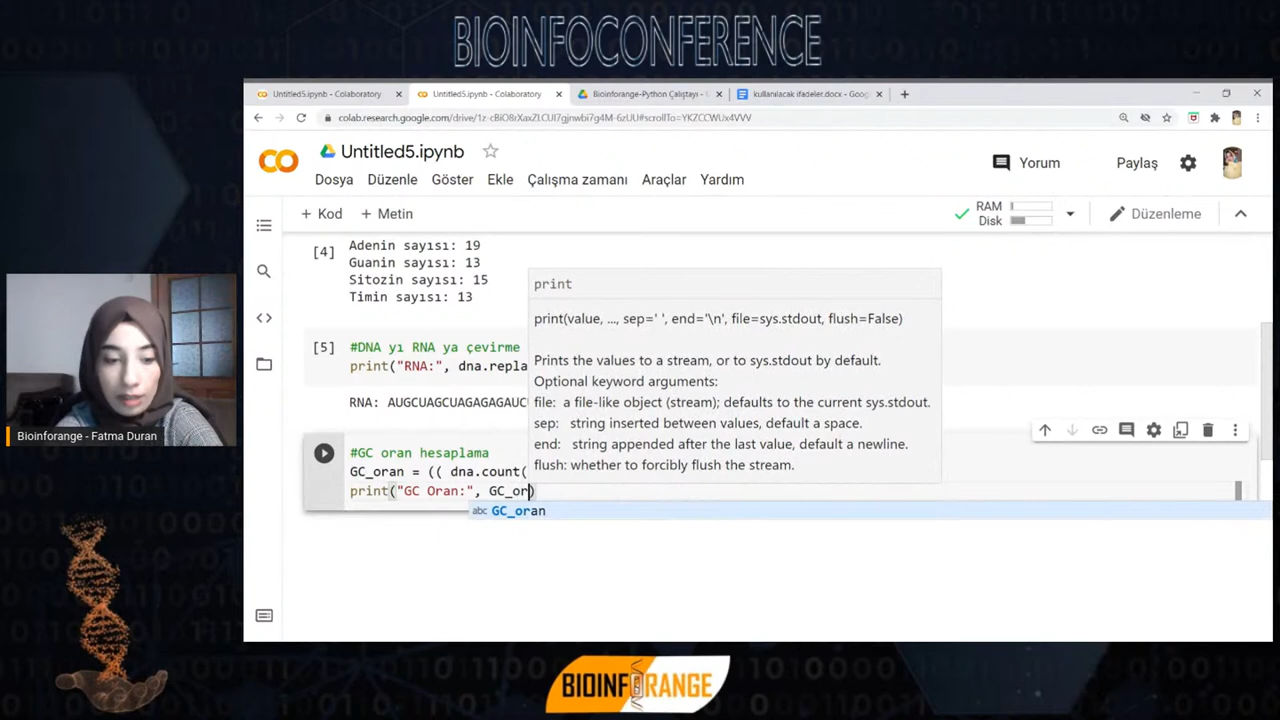 BIOINFOCONFERENCE
Untitled5.ipynb - Colaboratory
Untitled5.ipynb - Colaboratory
Bioinforange-Python Çalıştayı - G
kullanılacak ifadeler.docx - Goog
colab.research.google.com/drive/
Untitled5.ipynb
Yorum
Paylaş
Dosya Düzenle Göster Ekle Çalışma zamanı Araçlar Yardım
+ Kod + Metin
RAM
Disk
Düzenleme
[4] Adenin sayısı: 19
Guanin sayısı: 13
Sitozin sayısı: 15
Timin sayısı: 13
print
print(value, ..., sep=' ', end='\n', file=sys.stdout, flush=False)
Prints the values to a stream, or to sys.stdout by default.
Optional keyword arguments:
file: a file-like object (stream); defaults to the current sys.stdout.
sep: string inserted between values, default a space.
end: string appended after the last value, default a newline.
flush: whether to forcibly flush the stream.
[5] #DNA yı RNA ya çevirme
print("RNA:", dna.repla
RNA: AUGCUAGCUAGAGAGAUCU
#GC oran hesaplama
GC_oran = (( dna.count(
print("GC Oran:", GC_or)
abc GC_oran
Bioinforange - Fatma Duran
BIOINFORANGE